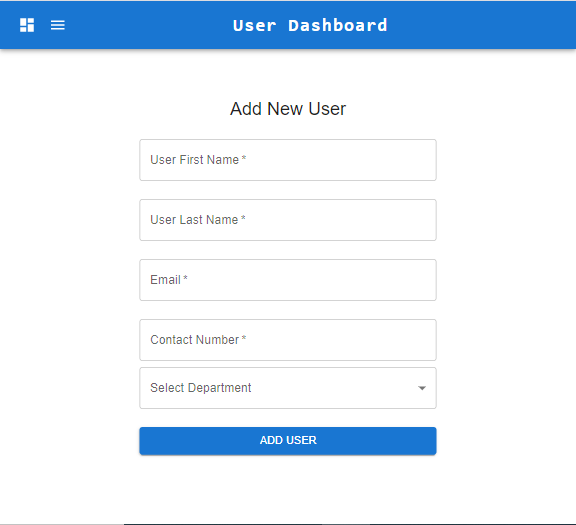 User Dashboard
Add New User
User First Name *
User Last Name *
Email *
Contact Number *
Select Department
ADD USER